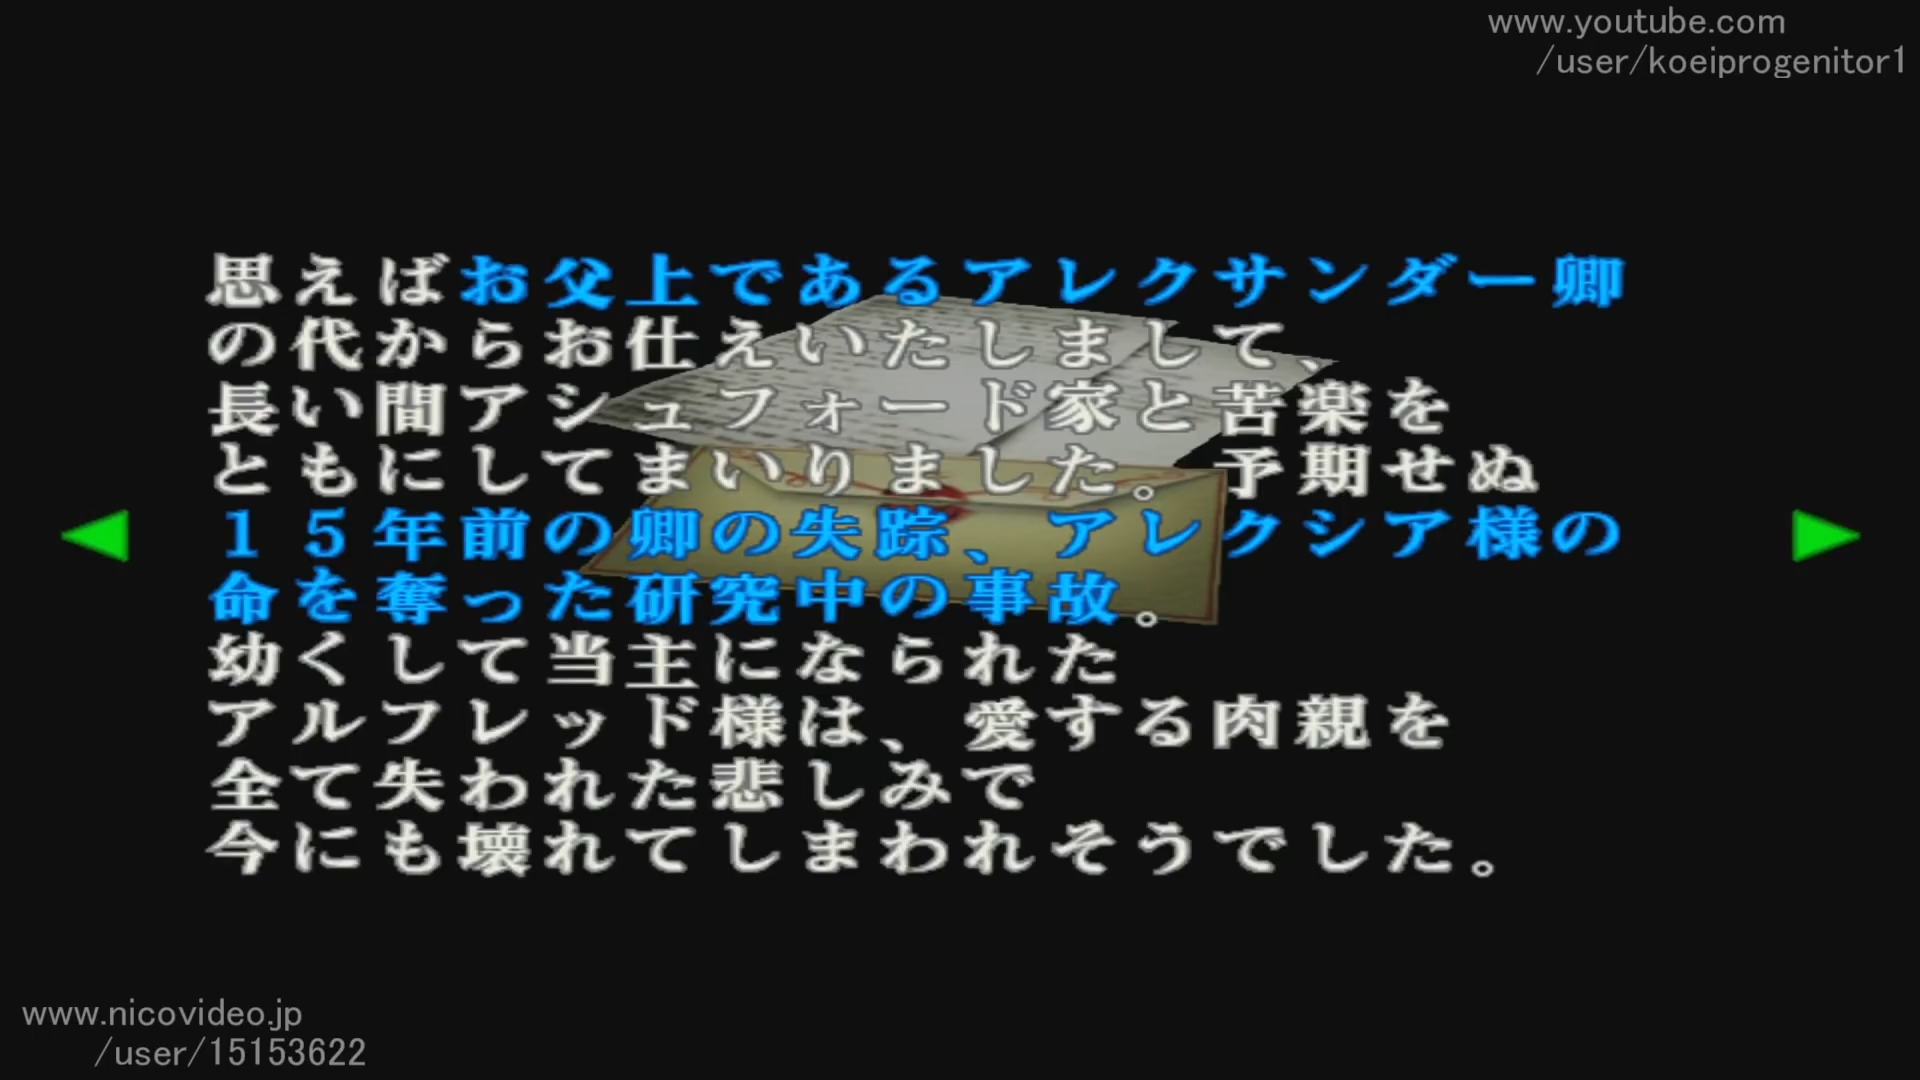 www.youtube.com
/user/koeiprogenitor1
思えばお父上であるアレクサンダー卿
の代からお仕えいたしまして、
長い間アシュフォード家と苦楽を
ともにしてまいりました。予期せぬ
１５年前の卿の失踪、アレクシア様の
命を奪った研究中の事故。
幼くして当主になられた
アルフレッド様は、愛する肉親を
全て失われた悲しみで
今にも壊れてしまわれそうでした。
www.nicovideo.jp
/user/15153622